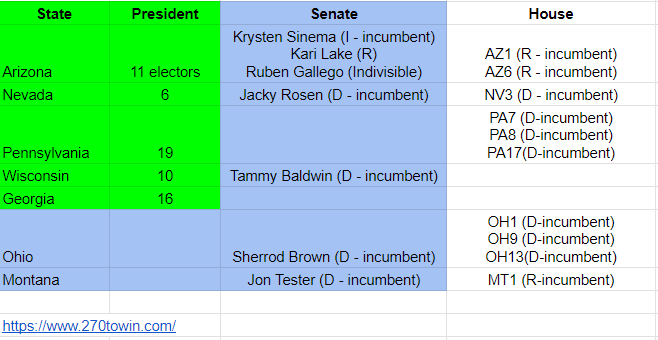 State President Senate House
Krysten Sinema (I - incumbent)
Kari Lake (R) AZ1 (R - incumbent)
Arizona 11 electors Ruben Gallego (Indivisible) AZ6 (R - incumbent)
Nevada 6 Jacky Rosen (D - incumbent) NV3 (D - incumbent)
PA7 (D-incumbent)
PA8 (D-incumbent)
Pennsylvania 19 PA17(D-incumbent)
Wisconsin 10 Tammy Baldwin (D - incumbent)
Georgia 16
OH1 (D-incumbent)
OH9 (D-incumbent)
Ohio Sherrod Brown (D - incumbent) OH13(D-incumbent)
Montana Jon Tester (D - incumbent) MT1 (R-incumbent)
https://www.270towin.com/